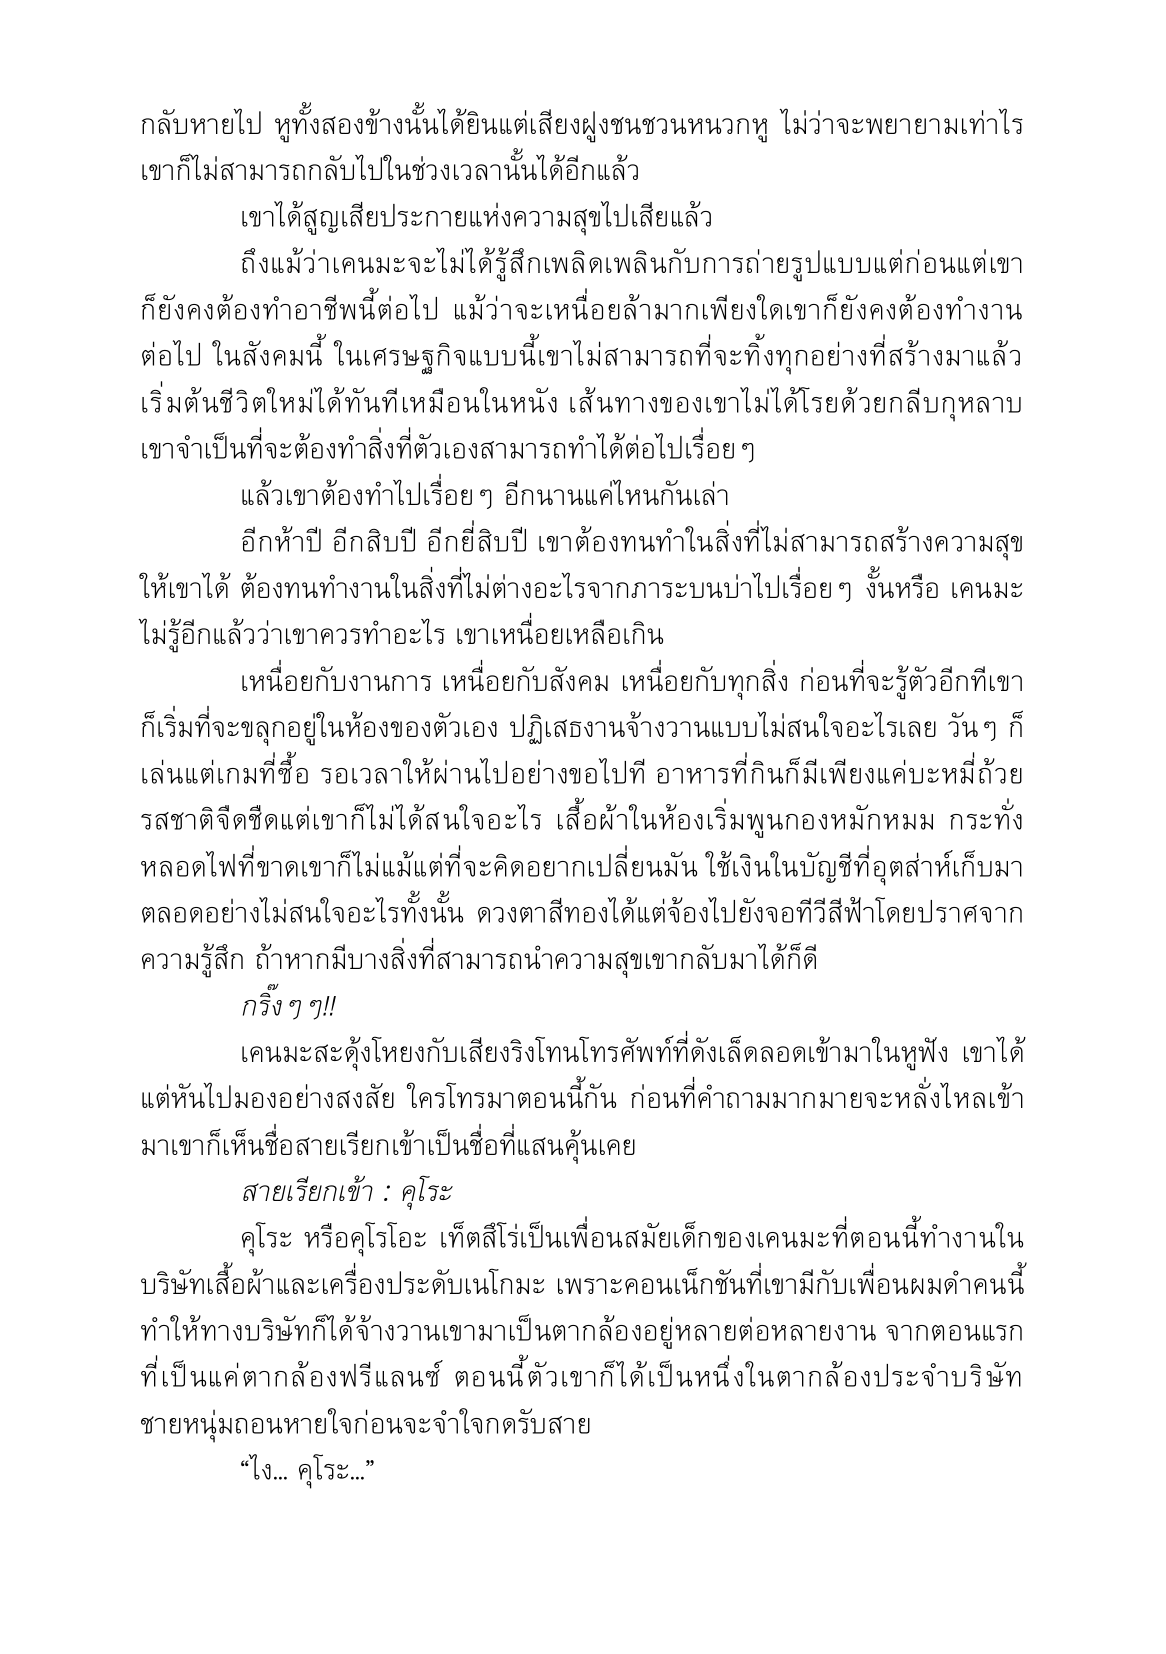 กลับหายไป หูทั้งสองข้างนั้นได้ยินแต่เสียงฝูงชนชวนหนวกหู ไม่ว่าจะพยายามเท่าไร
เขาก็ไม่สามารถกลับไปในช่วงเวลานั้นได้อีกแล้ว
เขาได้สูญเสียประกายแห่งความสุขไปเสียแล้ว
ถึงแม้ว่าเคนมะจะไม่ได้รู้สึกเพลิดเพลินกับการถ่ายรูปแบบแต่ก่อนแต่เขา
ก็ยังคงต้องทำอาชีพนี้ต่อไป แม้ว่าจะเหนื่อยล้ามากเพียงใดเขาก็ยังคงต้องทำงาน
ต่อไป ในสังคมนี้ ในเศรษฐกิจแบบนี้เขาไม่สามารถที่จะทิ้งทุกอย่างที่สร้างมาแล้ว
เริ่มต้นชีวิตใหม่ได้ทันทีเหมือนในหนัง เส้นทางของเขาไม่ได้โรยด้วยกลีบกุหลาบ
เขาจำเป็นที่จะต้องทำสิ่งที่ตัวเองสามารถทำได้ต่อไปเรื่อยๆ
แล้วเขาต้องทำไปเรื่อยๆ อีกนานแค่ไหนกันเล่า
อีกห้าปี อีกสิบปี อีกยี่สิบปี เขาต้องทนทำในสิ่งที่ไม่สามารถสร้างความสุข
ให้เขาได้ ต้องทนทำงานในสิ่งที่ไม่ต่างอะไรจากภาระบนบ่าไปเรื่อยๆ งั้นหรือ เคนมะ
ไม่รู้อีกแล้วว่าเขาควรทำอะไร เขาเหนื่อยเหลือเกิน
เหนื่อยกับงานการ เหนื่อยกับสังคม เหนื่อยกับทุกสิ่ง ก่อนที่จะรู้ตัวอีกทีเขา
ก็เริ่มที่จะขลุกอยู่ในห้องของตัวเอง ปฏิเสธงานจ้างวานแบบไม่สนใจอะไรเลย วันๆ ก็
เล่นแต่เกมที่ซื้อ รอเวลาให้ผ่านไปอย่างขอไปที อาหารที่กินก็มีเพียงแค่บะหมี่ถ้วย
รสชาติจืดชืดแต่เขาก็ไม่ได้สนใจอะไร เสื้อผ้าในห้องเริ่มพูนกองหมักหมม กระทั่ง
หลอดไฟที่ขาดเขาก็ไม่แม้แต่ที่จะคิดอยากเปลี่ยนมัน ใช้เงินในบัญชีที่อุตส่าห์เก็บมา
ตลอดอย่างไม่สนใจอะไรทั้งนั้น ดวงตาสีทองได้แต่จ้องไปยังจอทีวีสีฟ้าโดยปราศจาก
ความรู้สึก ถ้าหากมีบางสิ่งที่สามารถนำความสุขเขากลับมาได้ก็ดี
กริ๊งๆๆ!!
เคนมะสะดุ้งโหยงกับเสียงริงโทนโทรศัพท์ที่ดังเล็ดลอดเข้ามาในหูฟัง เขาได้
แต่หันไปมองอย่างสงสัย ใครโทรมาตอนนี้กัน ก่อนที่คำถามมากมายจะหลั่งไหลเข้า
มาเขาก็เห็นชื่อสายเรียกเข้าเป็นชื่อที่แสนคุ้นเคย
สายเรียกเข้า : คุโระ
คุโระ หรือคุโรโอะ เท็ตสึโร่เป็นเพื่อนสมัยเด็กของเคนมะที่ตอนนี้ทำงานใน
บริษัทเสื้อผ้าและเครื่องประดับเนโกมะ เพราะคอนเน็กชันที่เขามีกับเพื่อนผมดำคนนี้
ทำให้ทางบริษัทก็ได้จ้างวานเขามาเป็นตากล้องอยู่หลายต่อหลายงาน จากตอนแรก
ที่เป็นแค่ตากล้องฟรีแลนซ์ ตอนนี้ตัวเขาก็ได้เป็นหนึ่งในตากล้องประจำบริษัท
ชายหนุ่มถอนหายใจก่อนจะจำใจกดรับสาย
“ไง... คุโระ...”